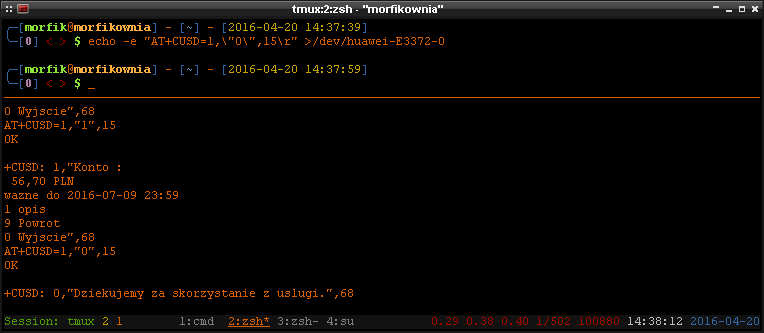 tmux:2:zsh - "morfikownia"
[morfik@morfikownia] - [~] - [2016-04-20 14:37:39]
[0] < > $ echo -e "AT+CUSD=1,\"0\",15\r" >/dev/huawei-E3372-0
[morfik@morfikownia] - [~] - [2016-04-20 14:37:59]
[0] < > $ _
0 Wyjscie",68
AT+CUSD=1,"1",15
OK
+CUSD: 1,"Konto :
56,70 PLN
wazne do 2016-07-09 23:59
1 opis
9 Powrot
0 Wyjscie",68
AT+CUSD=1,"0",15
OK
+CUSD: 0,"Dziekujemy za skorzystanie z uslugi.",68
Session: tmux 2 1 1:cmd 2:zsh* 3:zsh- 4:su 0.29 0.38 0.40 1/502 100880 14:38:12 2016-04-20